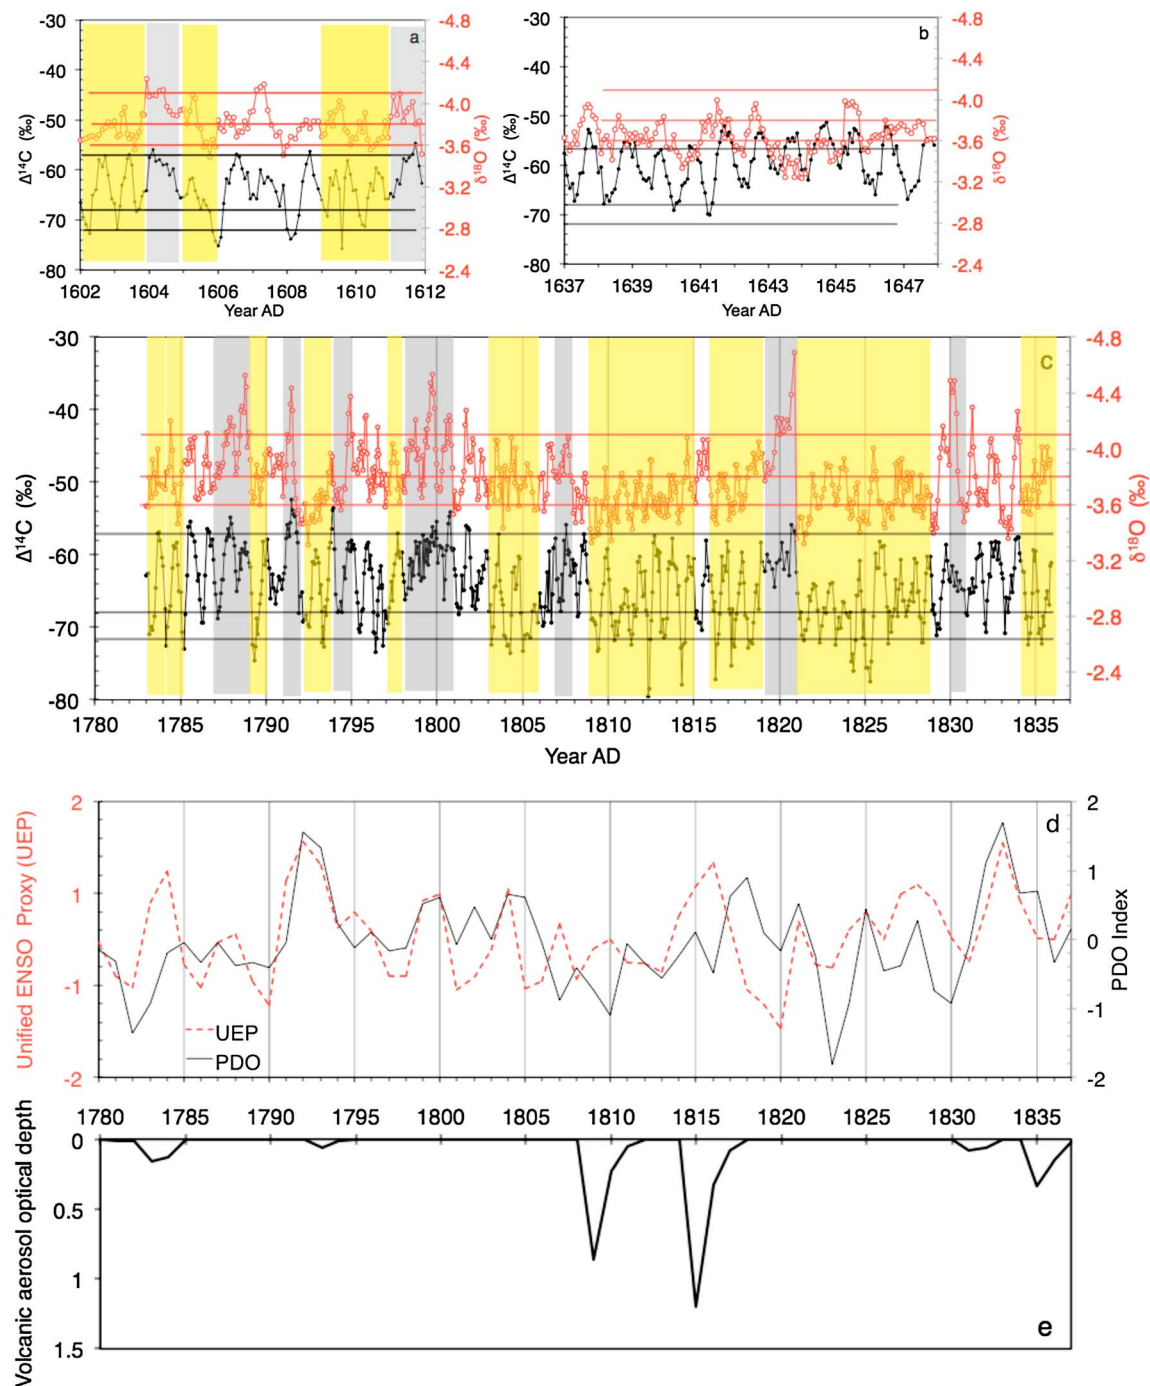 -30
-40
-50
-60
-70
-80
Δ¹⁴C (‰)
a
-4.8
-4.4
-4.0
-3.6
-3.2
-2.8
-2.4
δ¹⁸O (‰)
1602 1604 1606 1608 1610 1612
Year AD
-30
-40
-50
-60
-70
-80
Δ¹⁴C (‰)
b
-4.8
-4.4
-4.0
-3.6
-3.2
-2.8
-2.4
δ¹⁸O (‰)
1637 1639 1641 1643 1645 1647
Year AD
-30
-40
-50
-60
-70
-80
Δ¹⁴C (‰)
c
-4.8
-4.4
-4.0
-3.6
-3.2
-2.8
-2.4
δ¹⁸O (‰)
1780 1785 1790 1795 1800 1805 1810 1815 1820 1825 1830 1835
Year AD
Unified ENSO Proxy (UEP)
2
1
-1
-2
d
UEP
PDO
2
1
0
-1
-2
PDO Index
1780 1785 1790 1795 1800 1805 1810 1815 1820 1825 1830 1835
Volcanic aerosol optical depth
0
0.5
1
1.5
e